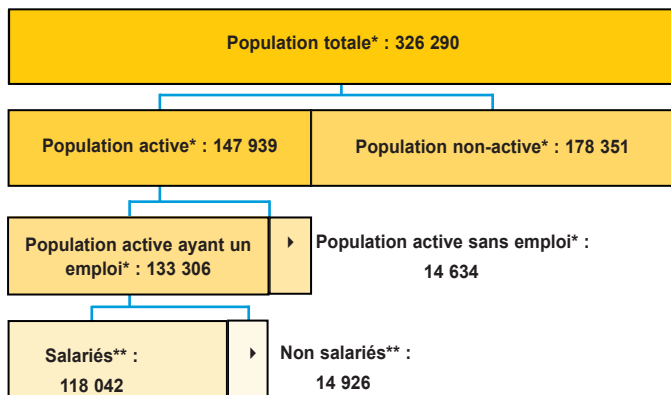 Population totale* : 326 290
Population active* : 147 939
Population non-active* : 178 351
Population active ayant un
emploi* : 133 306
Population active sans emploi* :
14 634
Salariés** :
118 042
Non salariés** :
14 926